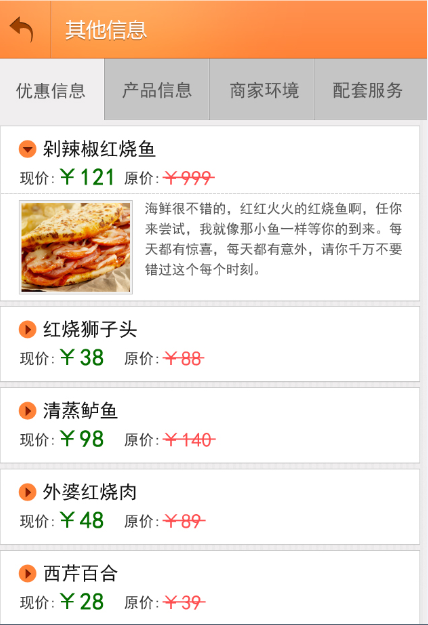 其他信息
优惠信息 产品信息 商家环境 配套服务
剁辣椒红烧鱼
现价:￥121 原价:￥999
海鲜很不错的，红红火火的红烧鱼啊，任你
来尝试，我就像那小鱼一样等你的到来。每
天都有惊喜，每天都有意外，请你千万不要
错过这个每个时刻。
红烧狮子头
现价:￥38 原价:￥88
清蒸鲈鱼
现价:￥98 原价:￥140
外婆红烧肉
现价:￥48 原价:￥89
西芹百合
现价:￥28 原价:￥39